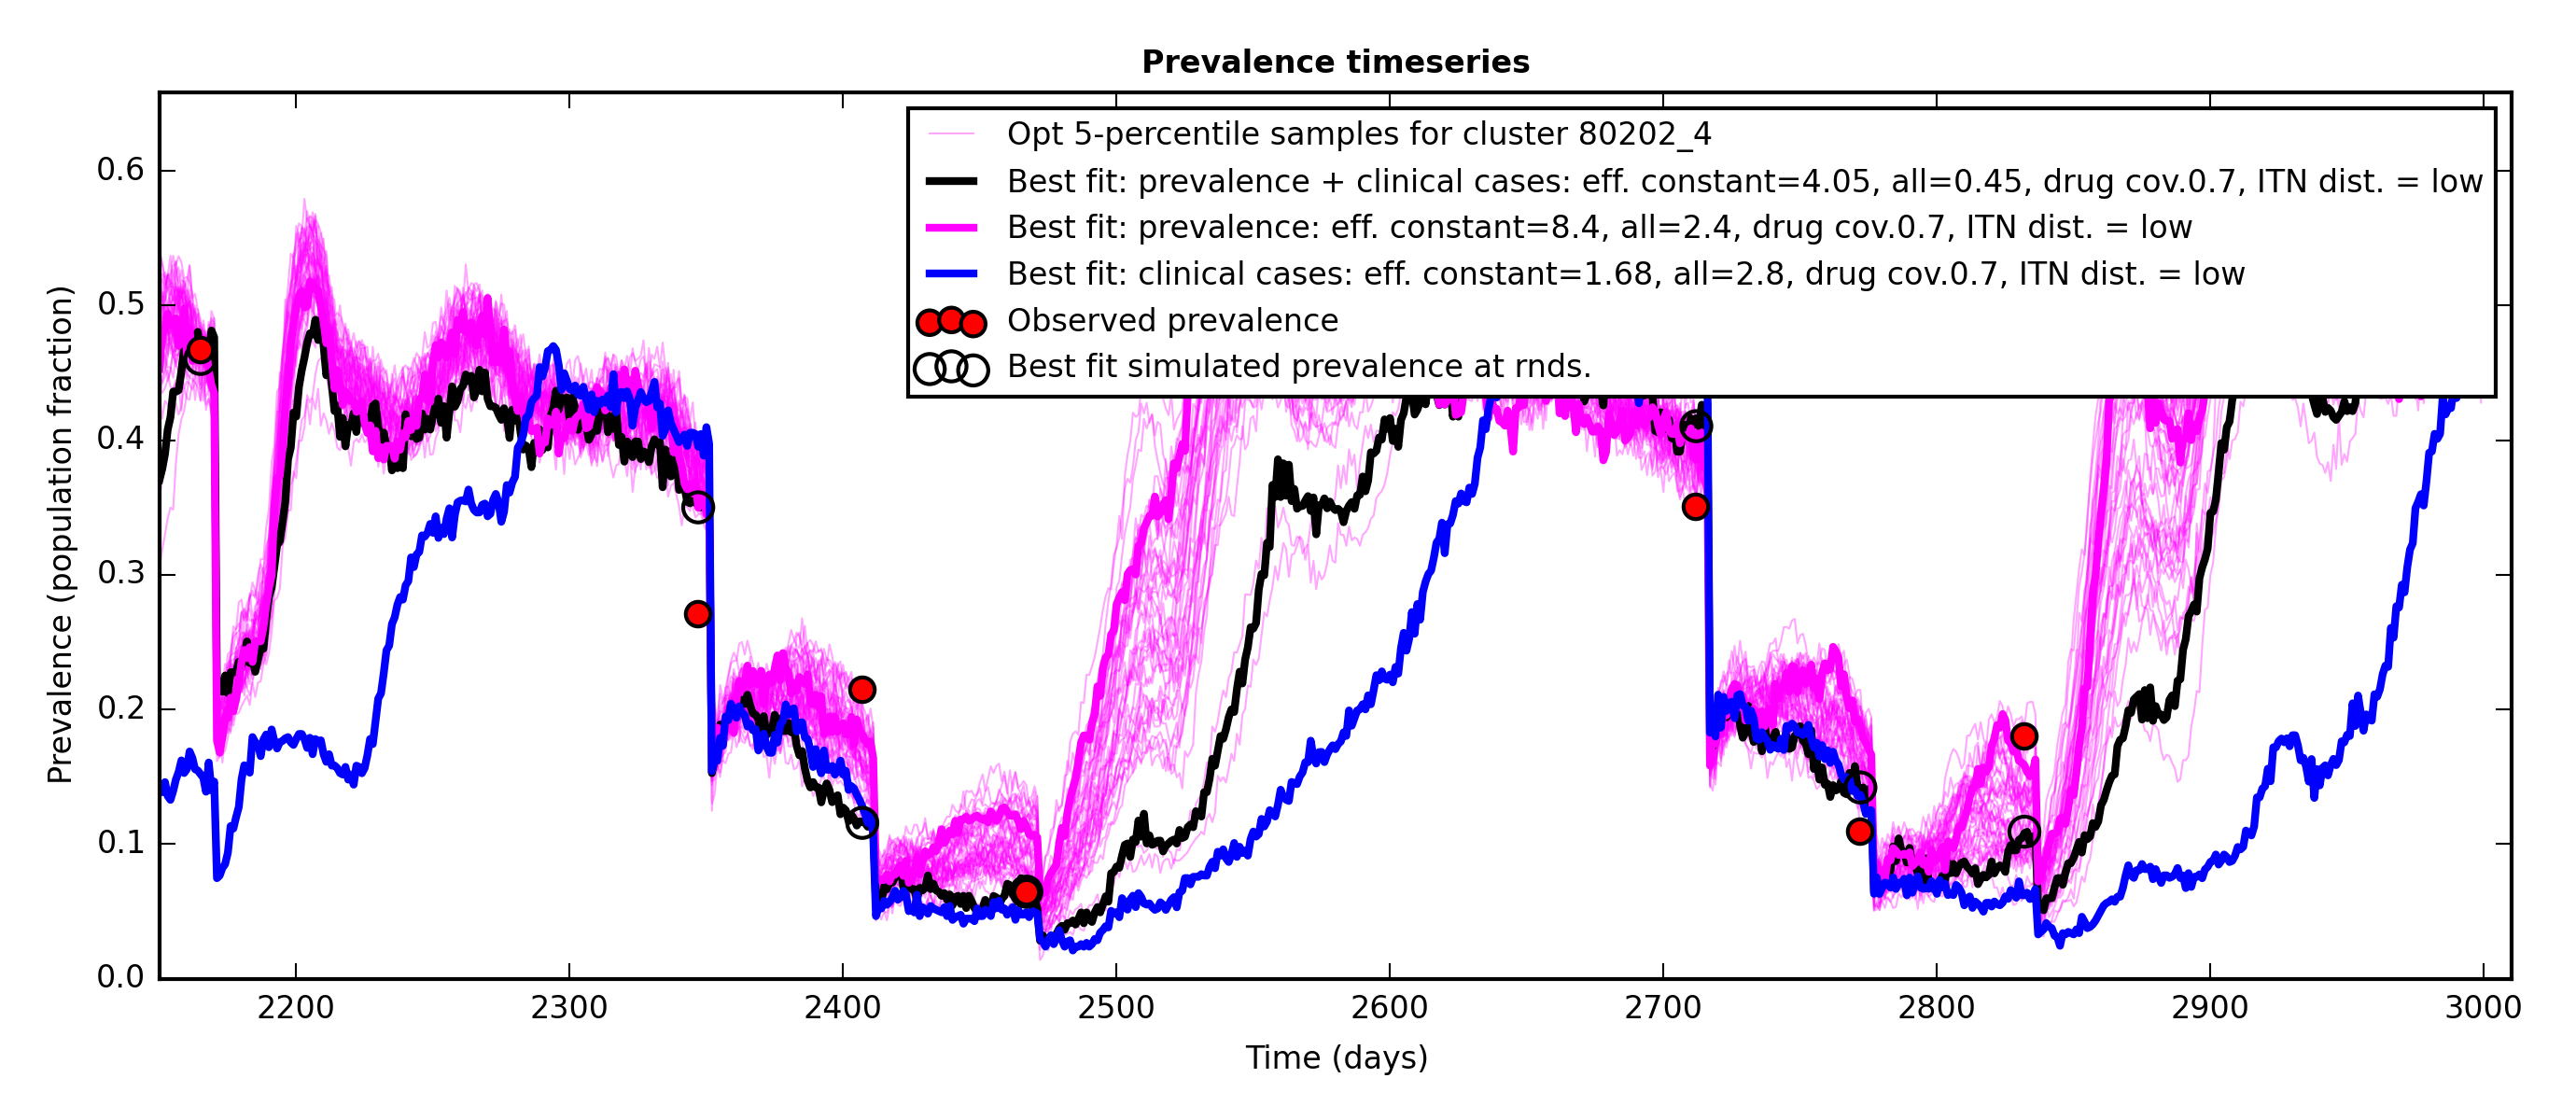 Prevalence timeseries
Opt 5-percentile samples for cluster 80202_4
Best fit: prevalence + clinical cases: eff. constant=4.05, all=0.45, drug cov.0.7, ITN dist. = low
Best fit: prevalence: eff. constant=8.4, all=2.4, drug cov.0.7, ITN dist. = low
Best fit: clinical cases: eff. constant=1.68, all=2.8, drug cov.0.7, ITN dist. = low
Observed prevalence
Best fit simulated prevalence at rnds.
Prevalence (population fraction)
0.6
0.5
0.4
0.3
0.2
0.1
0.0
2200 2300 2400 2500 2600 2700 2800 2900 3000
Time (days)